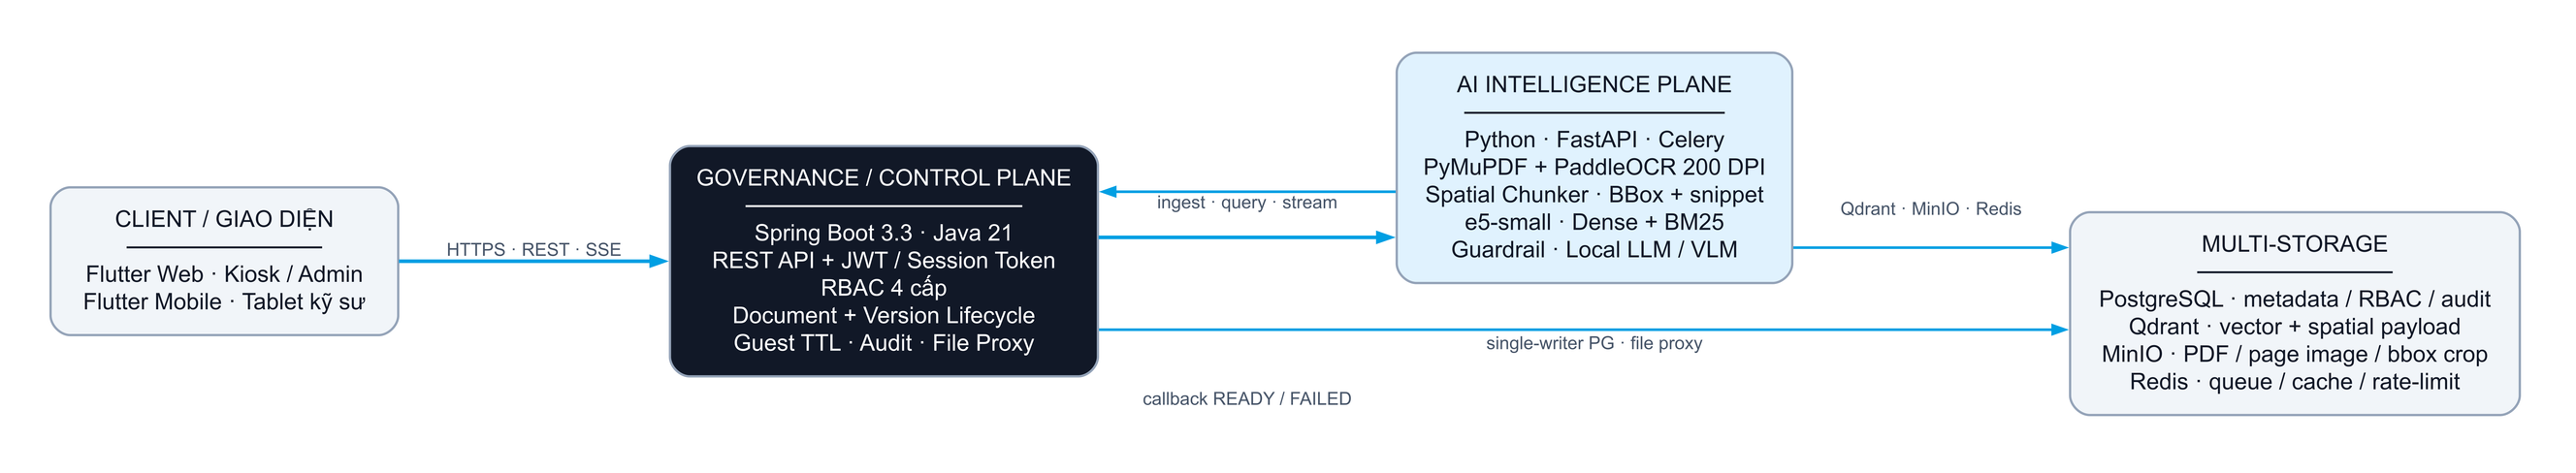 CLIENT / GIAO DIỆN
Flutter Web · Kiosk / Admin
Flutter Mobile · Tablet kỹ sư
HTTPS · REST · SSE
GOVERNANCE / CONTROL PLANE
Spring Boot 3.3 · Java 21
REST API + JWT / Session Token
RBAC 4 cấp
Document + Version Lifecycle
Guest TTL · Audit · File Proxy
ingest · query · stream
AI INTELLIGENCE PLANE
Python · FastAPI · Celery
PyMuPDF + PaddleOCR 200 DPI
Spatial Chunker · BBox + snippet
e5-small · Dense + BM25
Guardrail · Local LLM / VLM
single-writer PG · file proxy
callback READY / FAILED
Qdrant · MinIO · Redis
MULTI-STORAGE
PostgreSQL · metadata / RBAC / audit
Qdrant · vector + spatial payload
MinIO · PDF / page image / bbox crop
Redis · queue / cache / rate-limit